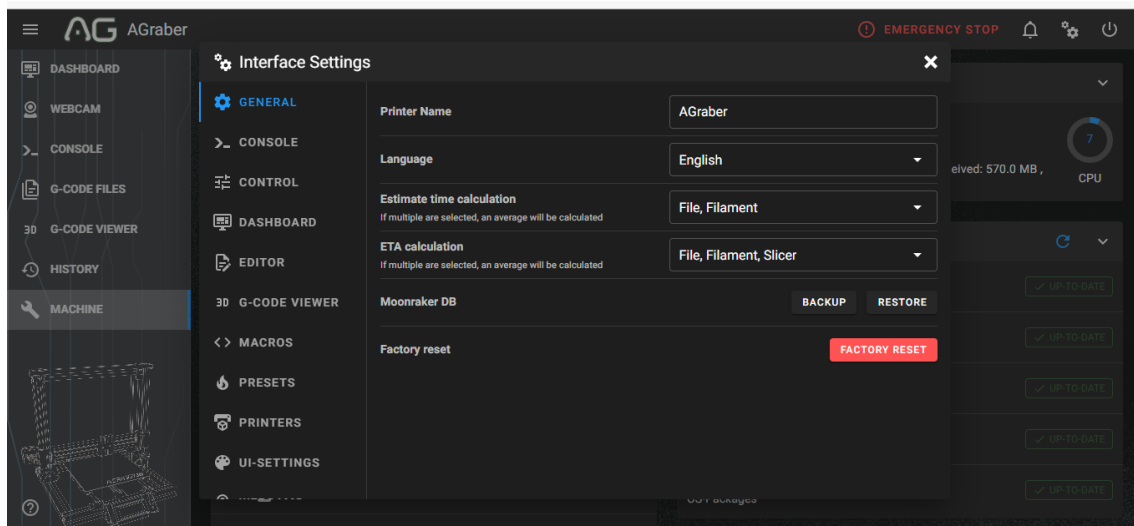 AG AGraber
EMERGENCY STOP
DASHBOARD
WEBCAM
CONSOLE
G-CODE FILES
3D G-CODE VIEWER
HISTORY
MACHINE
Interface Settings
GENERAL
CONSOLE
CONTROL
DASHBOARD
EDITOR
3D G-CODE VIEWER
MACROS
PRESETS
PRINTERS
UI-SETTINGS
Printer Name
AGraber
Language
English
Estimate time calculation
If multiple are selected, an average will be calculated
File, Filament
ETA calculation
If multiple are selected, an average will be calculated
File, Filament, Slicer
Moonraker DB
BACKUP
RESTORE
Factory reset
FACTORY RESET
7
eived: 570.0 MB ,
CPU
UP-TO-DATE
UP-TO-DATE
UP-TO-DATE
UP-TO-DATE
UP-TO-DATE
OS Packages